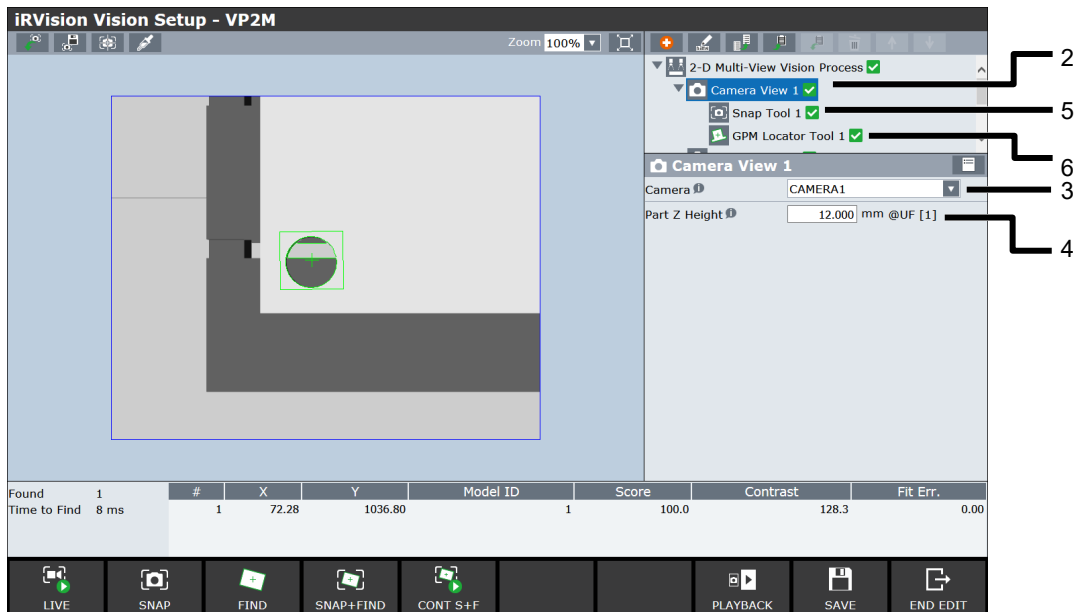 iRVision Vision Setup - VP2M
Zoom 100%
2-D Multi-View Vision Process
Camera View 1
Snap Tool 1
GPM Locator Tool 1
Camera View 1
Camera CAMERA1
Part Z Height 12.000 mm @UF [1]
2
5
6
3
4
Found 1
Time to Find 8 ms
# X Y Model ID Score Contrast Fit Err.
1 72.28 1036.80 1 100.0 128.3 0.00
LIVE SNAP FIND SNAP+FIND CONT S+F PLAYBACK SAVE END EDIT